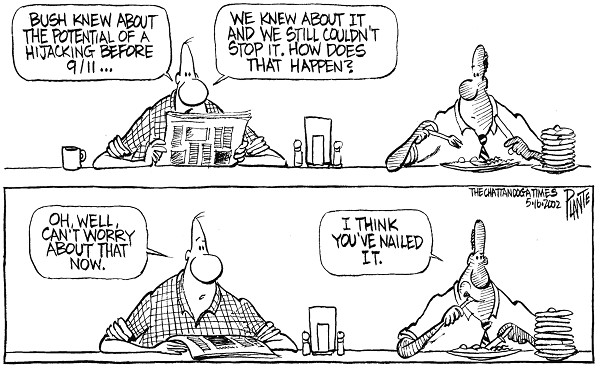 BUSH KNEW ABOUT
THE POTENTIAL OF A
HIJACKING BEFORE
9/11...
WE KNEW ABOUT IT
AND WE STILL COULDN'T
STOP IT. HOW DOES
THAT HAPPEN?
THE CHATTANOOGA TIMES
5•16•2002
PLANTE
OH, WELL,
CAN'T WORRY
ABOUT THAT
NOW.
I THINK
YOU'VE NAILED
IT.